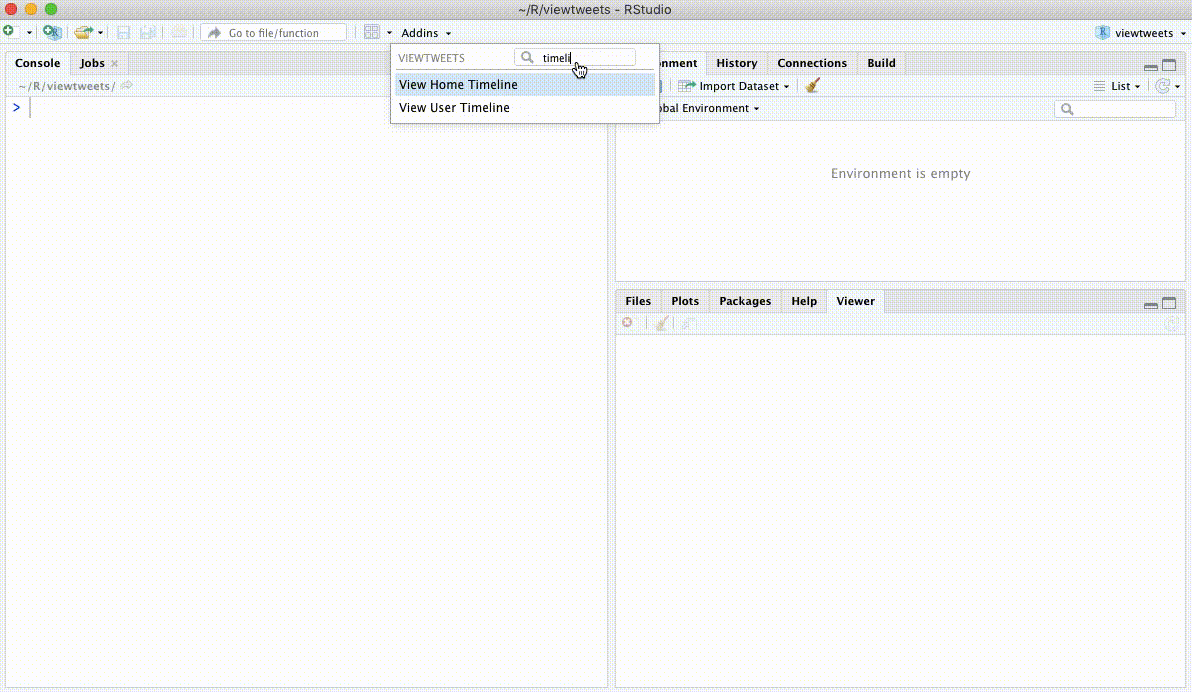 ~/R/viewtweets - RStudio
Go to file/function
Addins
viewtweets
Console
Jobs
~/R/viewtweets/
>
VIEWTWEETS
timeli
View Home Timeline
View User Timeline
onment
History
Connections
Build
Import Dataset
List
bal Environment
Environment is empty
Files
Plots
Packages
Help
Viewer